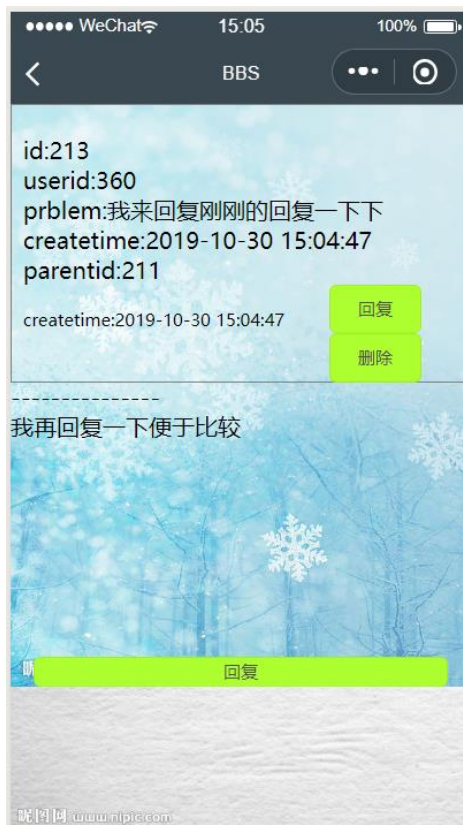 WeChat 15:05 100%
BBS
id:213
userid:360
prblem:我来回复刚刚的回复一下下
createtime:2019-10-30 15:04:47
parentid:211
回复
createtime:2019-10-30 15:04:47
删除
---------------
我再回复一下便于比较
昵
回复
昵图网 www.nipic.com